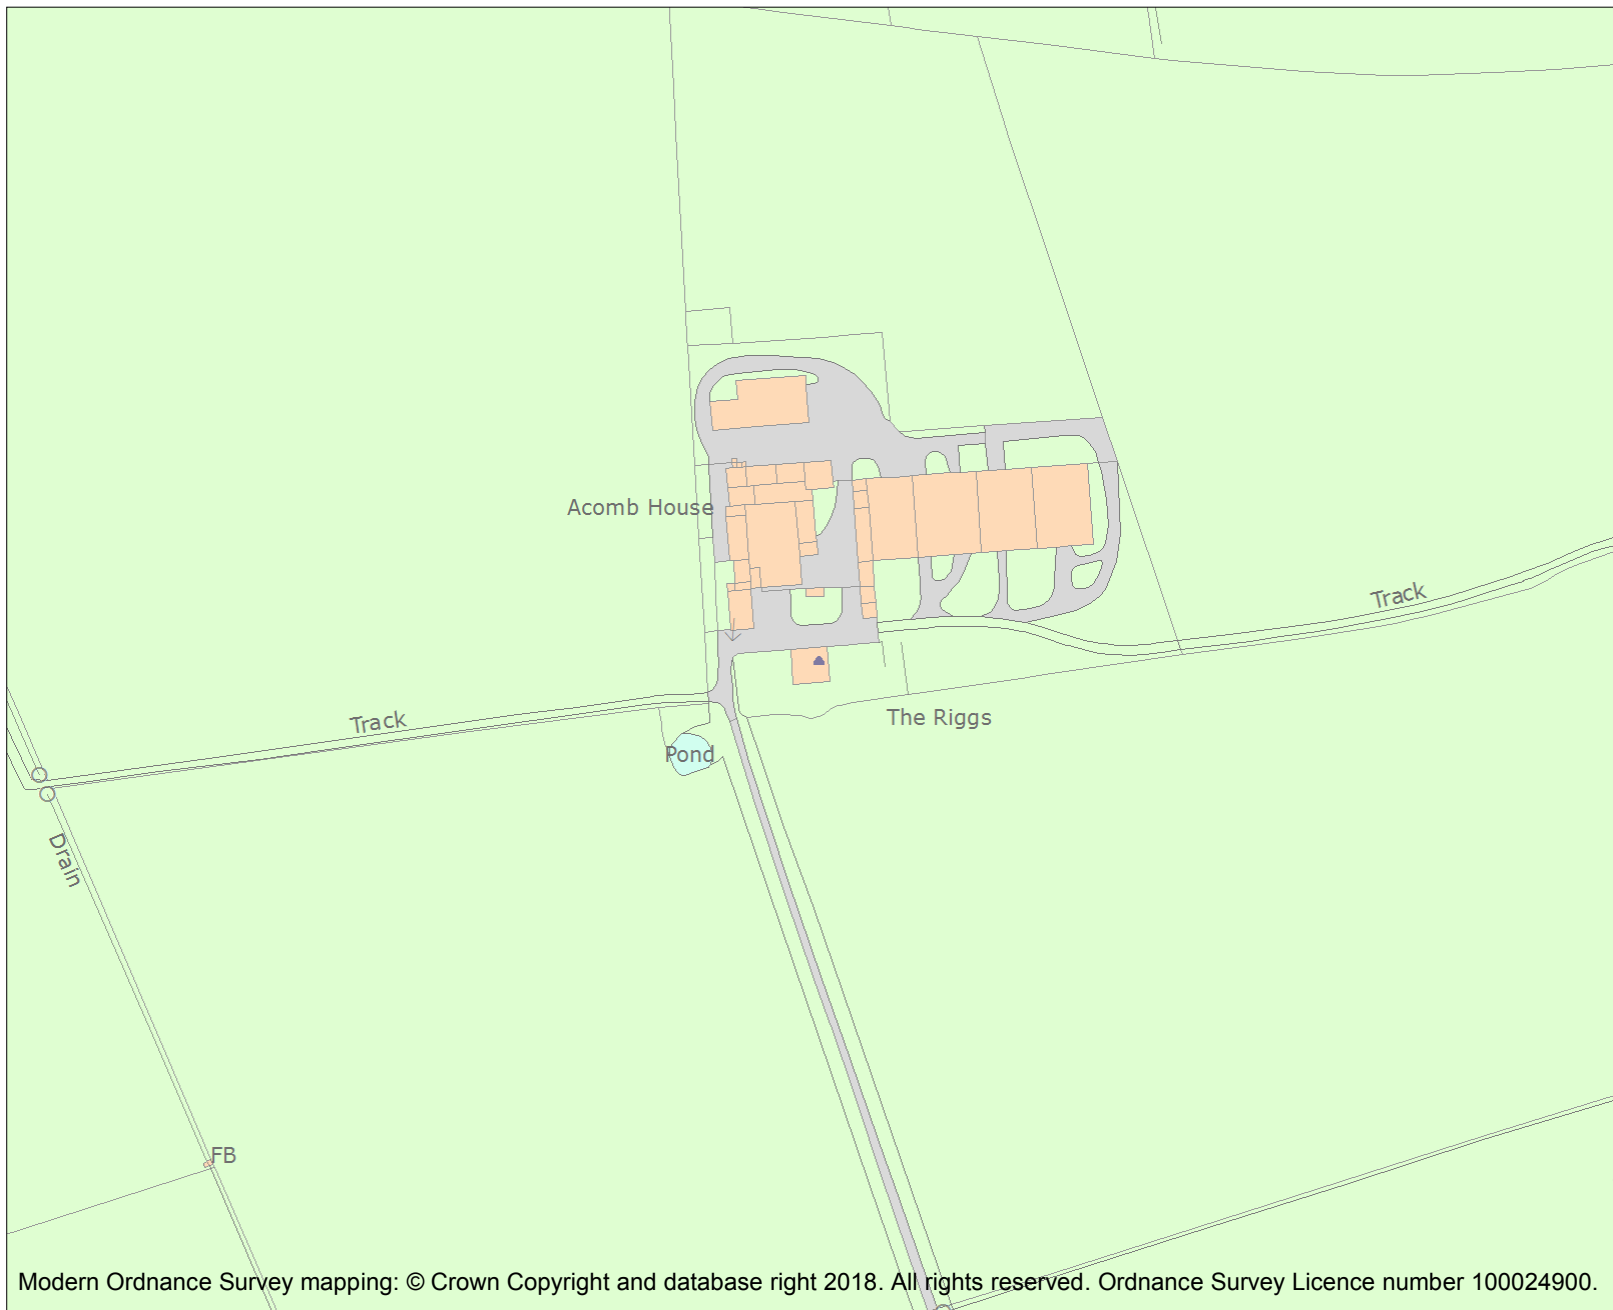 Acomb House
Track
Track
The Riggs
Pond
Drain
FB
Modern Ordnance Survey mapping: © Crown Copyright and database right 2018. All rights reserved. Ordnance Survey Licence number 100024900.